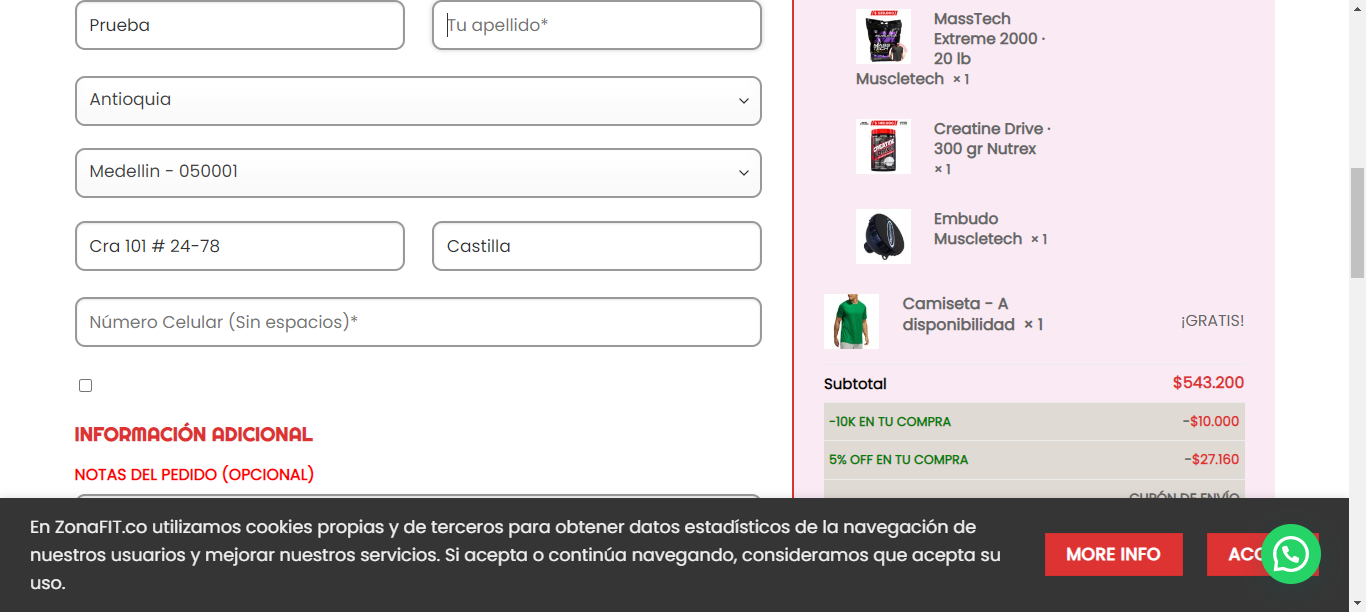 Prueba
Tu apellido*
Antioquia
Medellin - 050001
Cra 101 # 24-78
Castilla
Número Celular (Sin espacios)*
INFORMACIÓN ADICIONAL
NOTAS DEL PEDIDO (OPCIONAL)
MassTech
Extreme 2000 ·
20 lb
Muscletech × 1
Creatine Drive ·
300 gr Nutrex
× 1
Embudo
Muscletech × 1
Camiseta - A
disponibilidad × 1
¡GRATIS!
Subtotal $543.200
-10K EN TU COMPRA -$10.000
5% OFF EN TU COMPRA -$27.160
CUPÓN DE ENVÍO
En ZonaFIT.co utilizamos cookies propias y de terceros para obtener datos estadísticos de la navegación de
nuestros usuarios y mejorar nuestros servicios. Si acepta o continúa navegando, consideramos que acepta su
uso.
MORE INFO